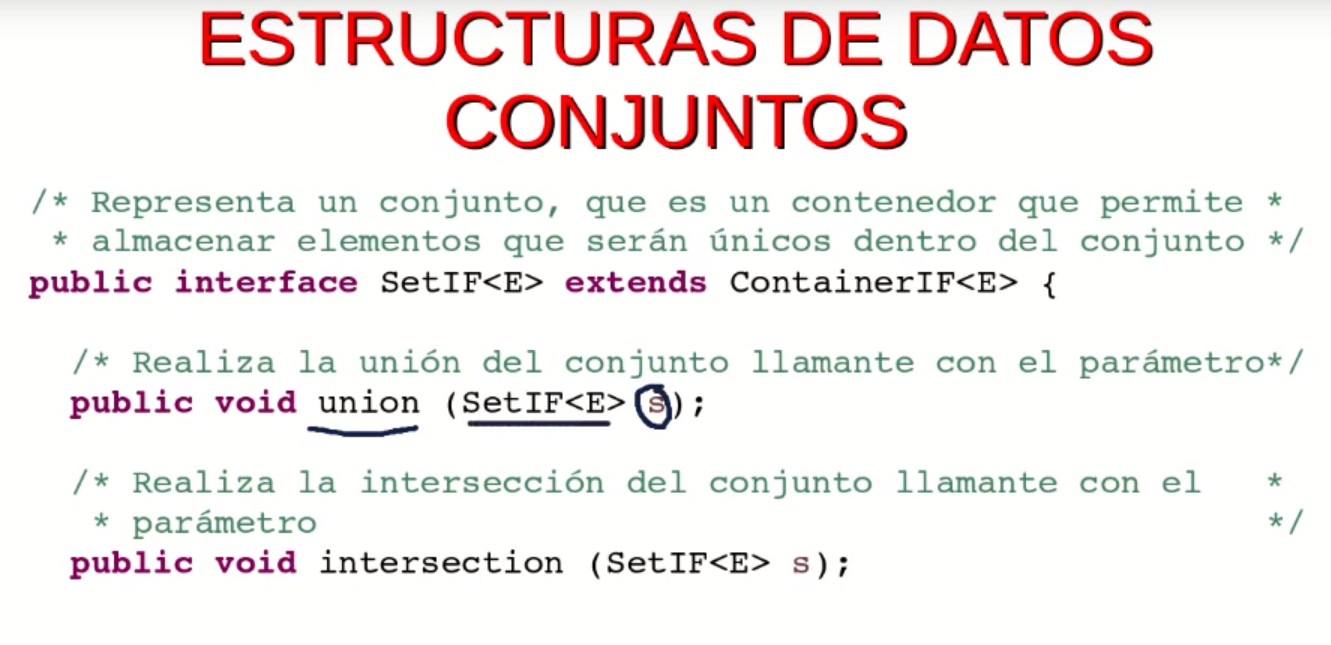 ESTRUCTURAS DE DATOS
CONJUNTOS
/* Representa un conjunto, que es un contenedor que permite *
* almacenar elementos que serán únicos dentro del conjunto */
public interface SetIF<E> extends ContainerIF<E> {
/* Realiza la unión del conjunto llamante con el parámetro*/
public void union (SetIF<E> s);
/* Realiza la intersección del conjunto llamante con el *
* parámetro */
public void intersection (SetIF<E> s);